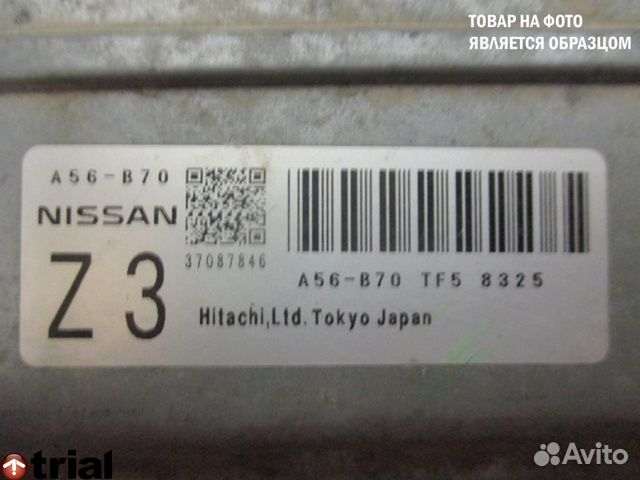 ТОВАР НА ФОТО
ЯВЛЯЕТСЯ ОБРАЗЦОМ
A56-B70
NISSAN
Z3
37087846
A56-B70 TF5 8325
Hitachi,Ltd. Tokyo Japan
trial
Avito